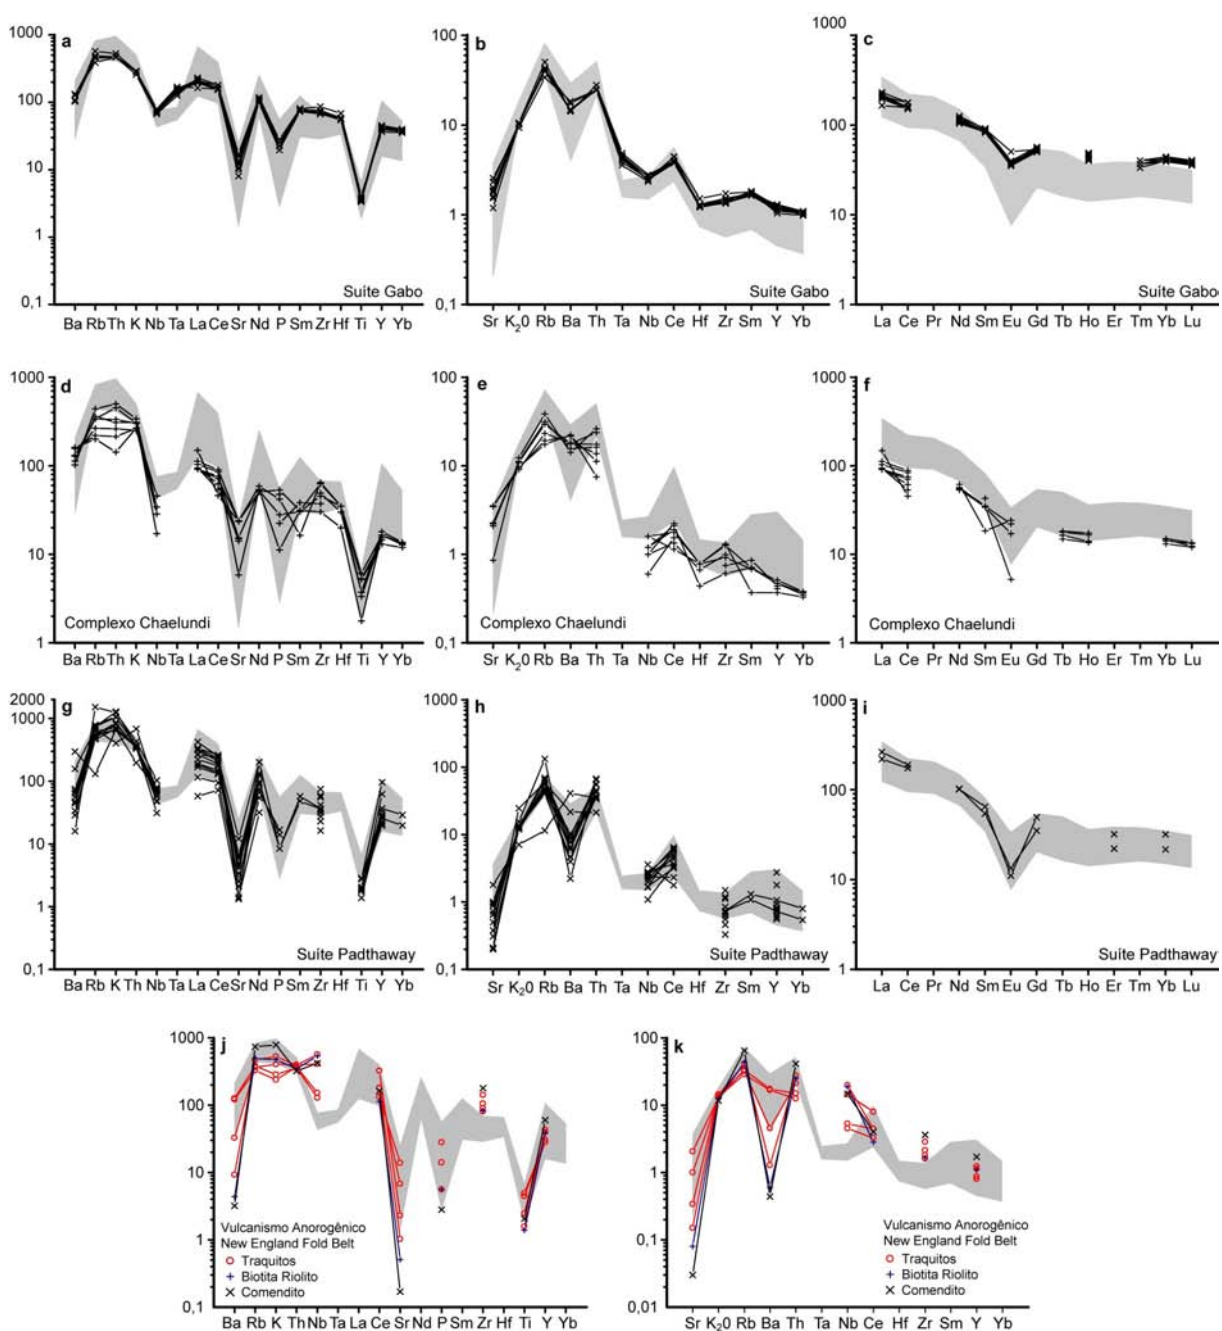 1000
100
10
1
0,1
a
Suite Gabo
Ba Rb Th K Nb Ta La Ce Sr Nd P Sm Zr Hf Ti Y Yb
100
10
1
0,1
b
Suite Gabo
Sr K₂0 Rb Ba Th Ta Nb Ce Hf Zr Sm Y Yb
1000
100
10
1
c
Suite Gabo
La Ce Pr Nd Sm Eu Gd Tb Ho Er Tm Yb Lu
1000
100
10
1
d
Complexo Chaelundi
Ba Rb Th K Nb Ta La Ce Sr Nd P Sm Zr Hf Ti Y Yb
100
10
1
0,1
e
Complexo Chaelundi
Sr K₂0 Rb Ba Th Ta Nb Ce Hf Zr Sm Y Yb
1000
100
10
1
f
Complexo Chaelundi
La Ce Pr Nd Sm Eu Gd Tb Ho Er Tm Yb Lu
2000
1000
100
10
1
0,1
g
Suíte Padthaway
Ba Rb K Th Nb Ta La Ce Sr Nd P Sm Zr Hf Ti Y Yb
1000
100
10
1
0,1
h
Suíte Padthaway
Sr K₂0 Rb Ba Th Ta Nb Ce Hf Zr Sm Y Yb
1000
100
10
1
i
Suíte Padthaway
La Ce Pr Nd Sm Eu Gd Tb Ho Er Tm Yb Lu
1000
100
10
1
0,1
j
Vulcanismo Anorogênico
New England Fold Belt
Traquitos
Biotita Riolito
Comendito
Ba Rb K Th Nb Ta La Ce Sr Nd P Sm Zr Hf Ti Y Yb
100
10
1
0,1
0,01
k
Vulcanismo Anorogênico
New England Fold Belt
Traquitos
Biotita Riolito
Comendito
Sr K₂0 Rb Ba Th Ta Nb Ce Hf Zr Sm Y Yb